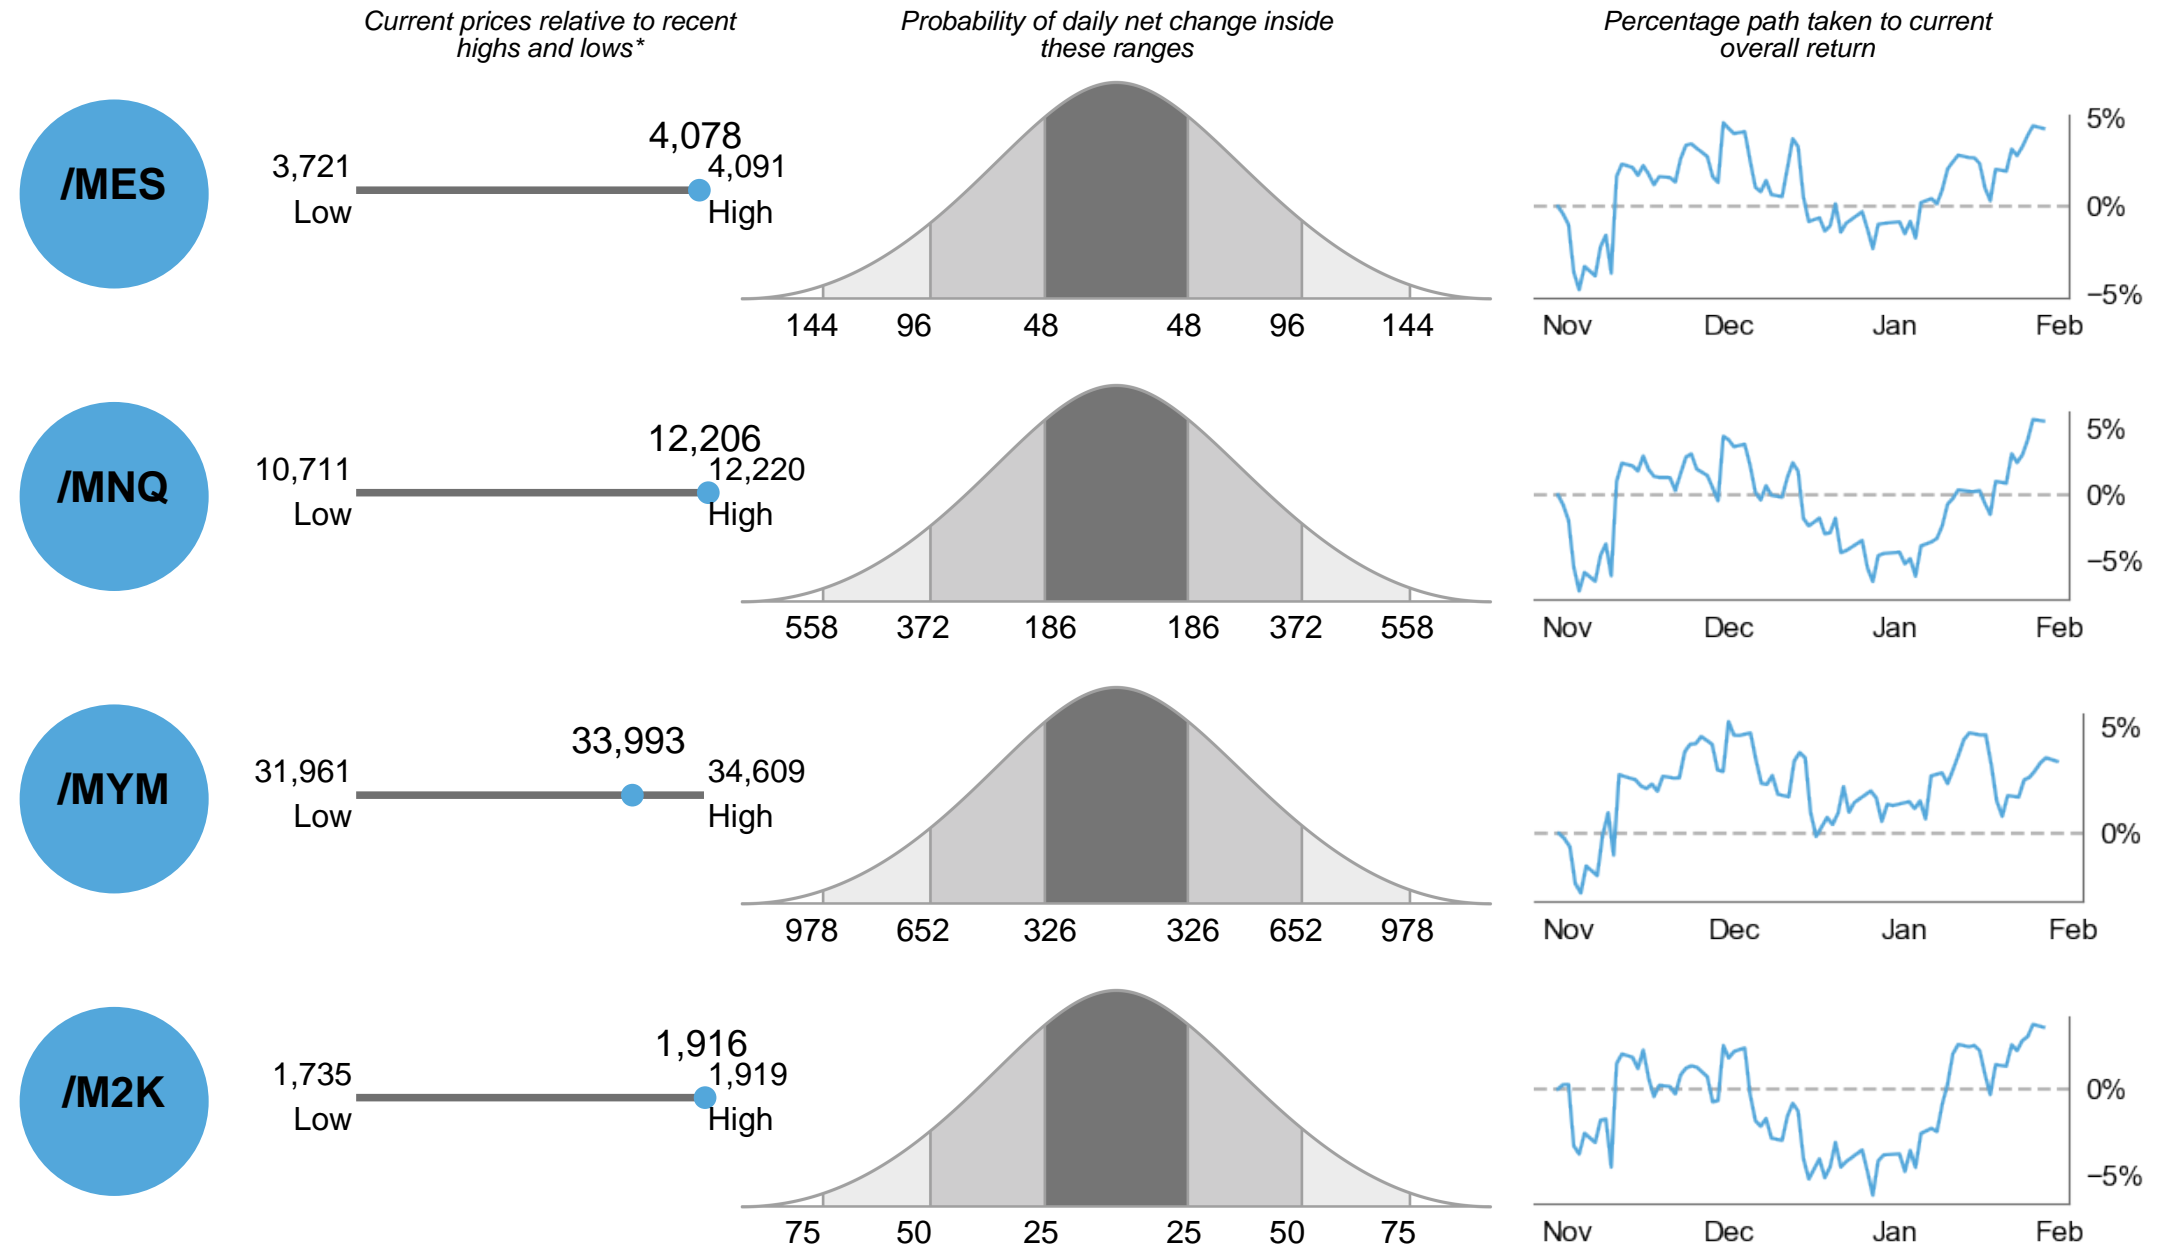 Current prices relative to recent
highs and lows*
Probability of daily net change inside
these ranges
Percentage path taken to current
overall return
/MES
4,078
3,721
4,091
Low
High
144 96 48 48 96 144
5%
0%
−5%
Nov Dec Jan Feb
/MNQ
12,206
10,711
12,220
Low
High
558 372 186 186 372 558
5%
0%
−5%
Nov Dec Jan Feb
/MYM
33,993
31,961
34,609
Low
High
978 652 326 326 652 978
5%
0%
Nov Dec Jan Feb
/M2K
1,916
1,735
1,919
Low
High
75 50 25 25 50 75
0%
−5%
Nov Dec Jan Feb